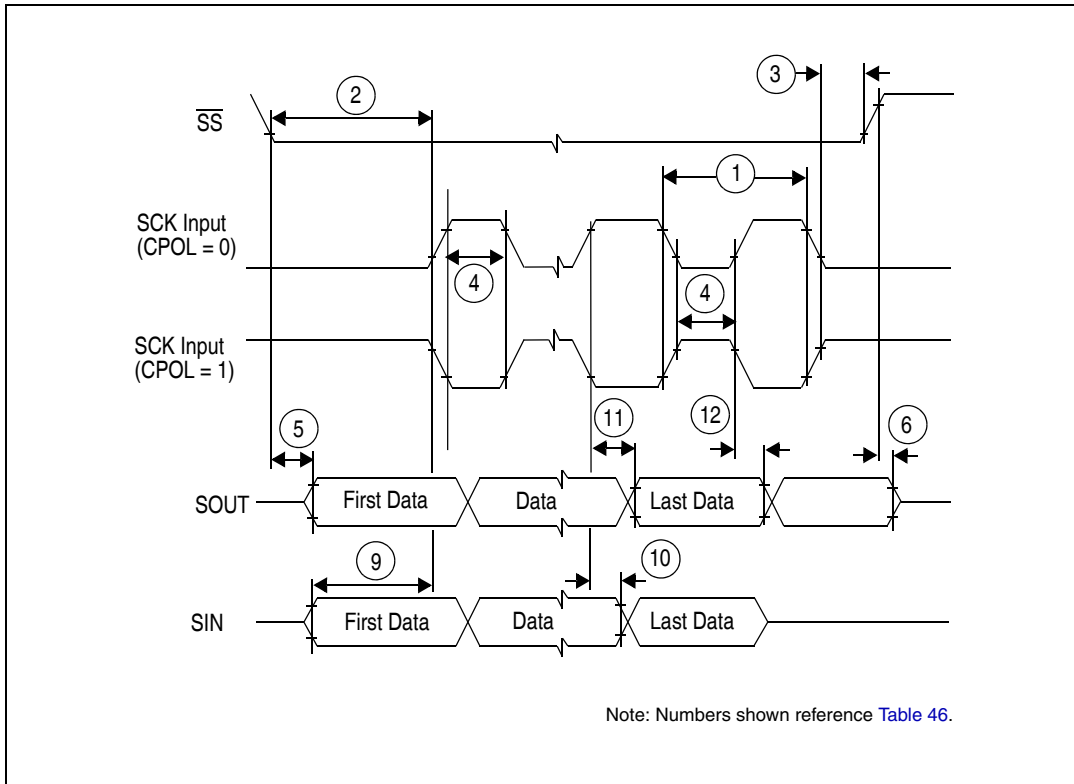 3
2
SS
1
SCK Input
(CPOL = 0)
4
4
SCK Input
(CPOL = 1)
5
11
12
6
SOUT
First Data
Data
Last Data
9
10
SIN
First Data
Data
Last Data
Note: Numbers shown reference Table 46.